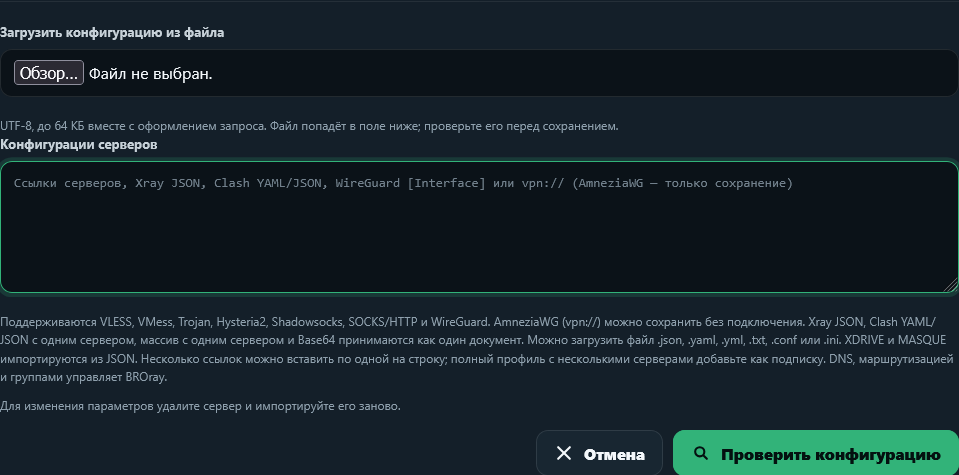 Загрузить конфигурацию из файла
Обзор... Файл не выбран.
UTF-8, до 64 КБ вместе с оформлением запроса. Файл попадёт в поле ниже; проверьте его перед сохранением.
Конфигурации серверов
Ссылки серверов, Xray JSON, Clash YAML/JSON, WireGuard [Interface] или vpn:// (AmneziaWG — только сохранение)
Поддерживаются VLESS, VMess, Trojan, Hysteria2, Shadowsocks, SOCKS/HTTP и WireGuard. AmneziaWG (vpn://) можно сохранить без подключения. Xray JSON, Clash YAML/
JSON с одним сервером, массив с одним сервером и Base64 принимаются как один документ. Можно загрузить файл .json, .yaml, .yml, .txt, .conf или .ini. XDRIVE и MASQUE
импортируются из JSON. Несколько ссылок можно вставить по одной на строку; полный профиль с несколькими серверами добавьте как подписку. DNS, маршрутизацией
и группами управляет BROray.
Для изменения параметров удалите сервер и импортируйте его заново.
Отмена
Проверить конфигурацию